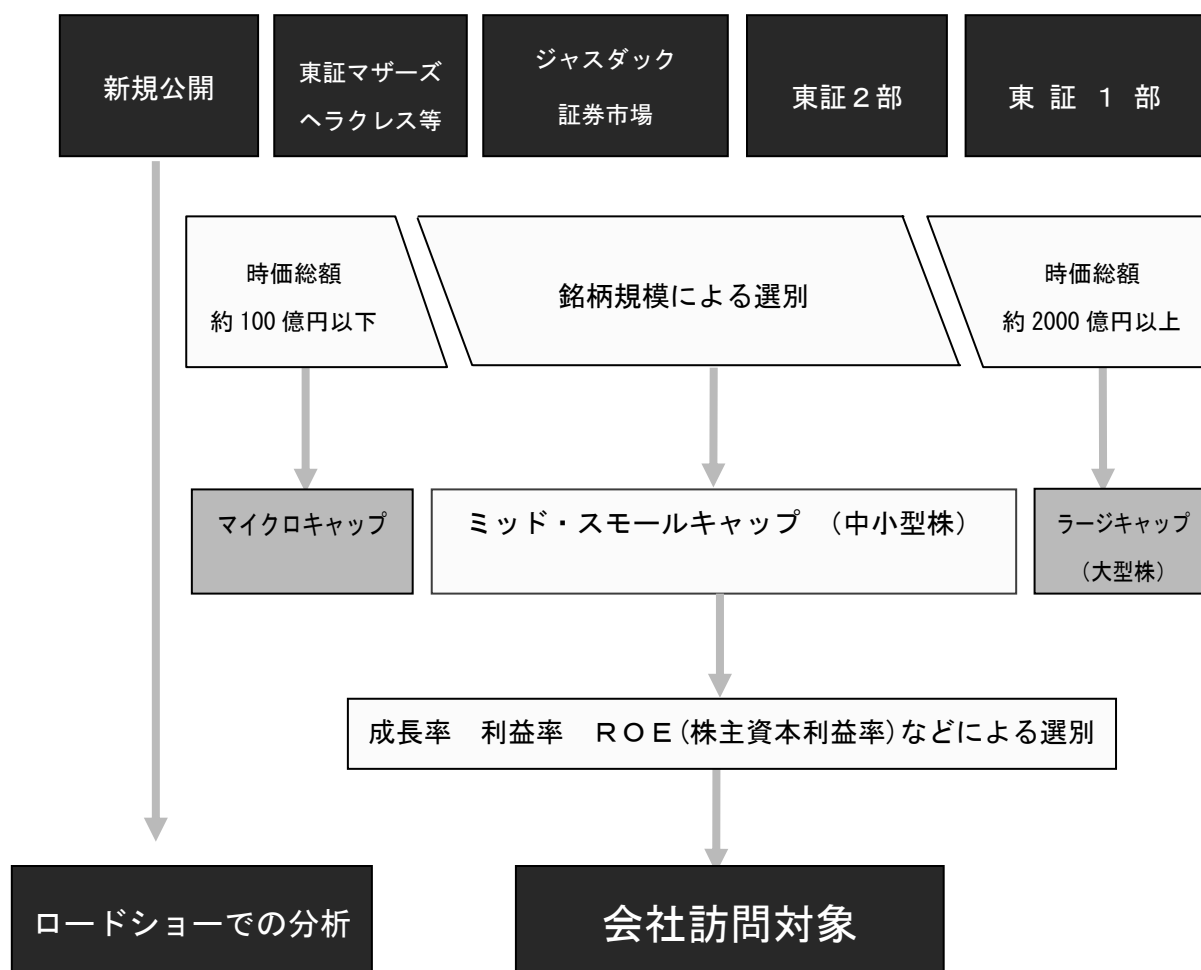 新規公開
東証マザーズ
ヘラクレス等
ジャスダック
証券市場
東証２部
東 証 １ 部
時価総額
約 100 億円以下
銘柄規模による選別
時価総額
約 2000 億円以上
マイクロキャップ
ミッド・スモールキャップ （中小型株）
ラージキャップ
（大型株）
成長率 利益率 ＲＯＥ(株主資本利益率)などによる選別
ロードショーでの分析
会社訪問対象